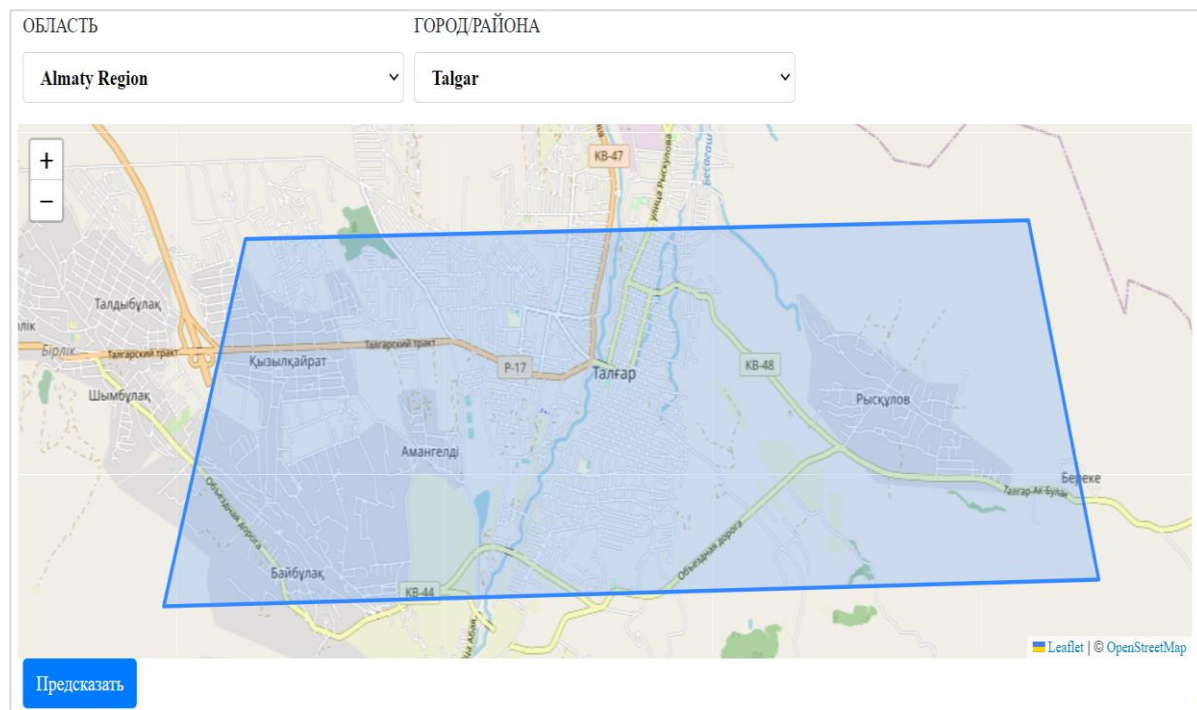 ОБЛАСТЬ
ГОРОД/РАЙОНА
Almaty Region
Talgar
+
−
КВ-47
улица Рыскулова
Бесағаш
Талдыбұлақ
Бірлік
Талгарский тракт
Қызылқайрат
Талгарский тракт
Р-17
Талғар
КВ-48
Шымбұлақ
Рысқұлов
Амангелді
Береке
Талгар-Ак-Булак
Объездная дорога
Объездная дорога
Байбұлақ
КВ-44
Leaflet | © OpenStreetMap
Предсказать